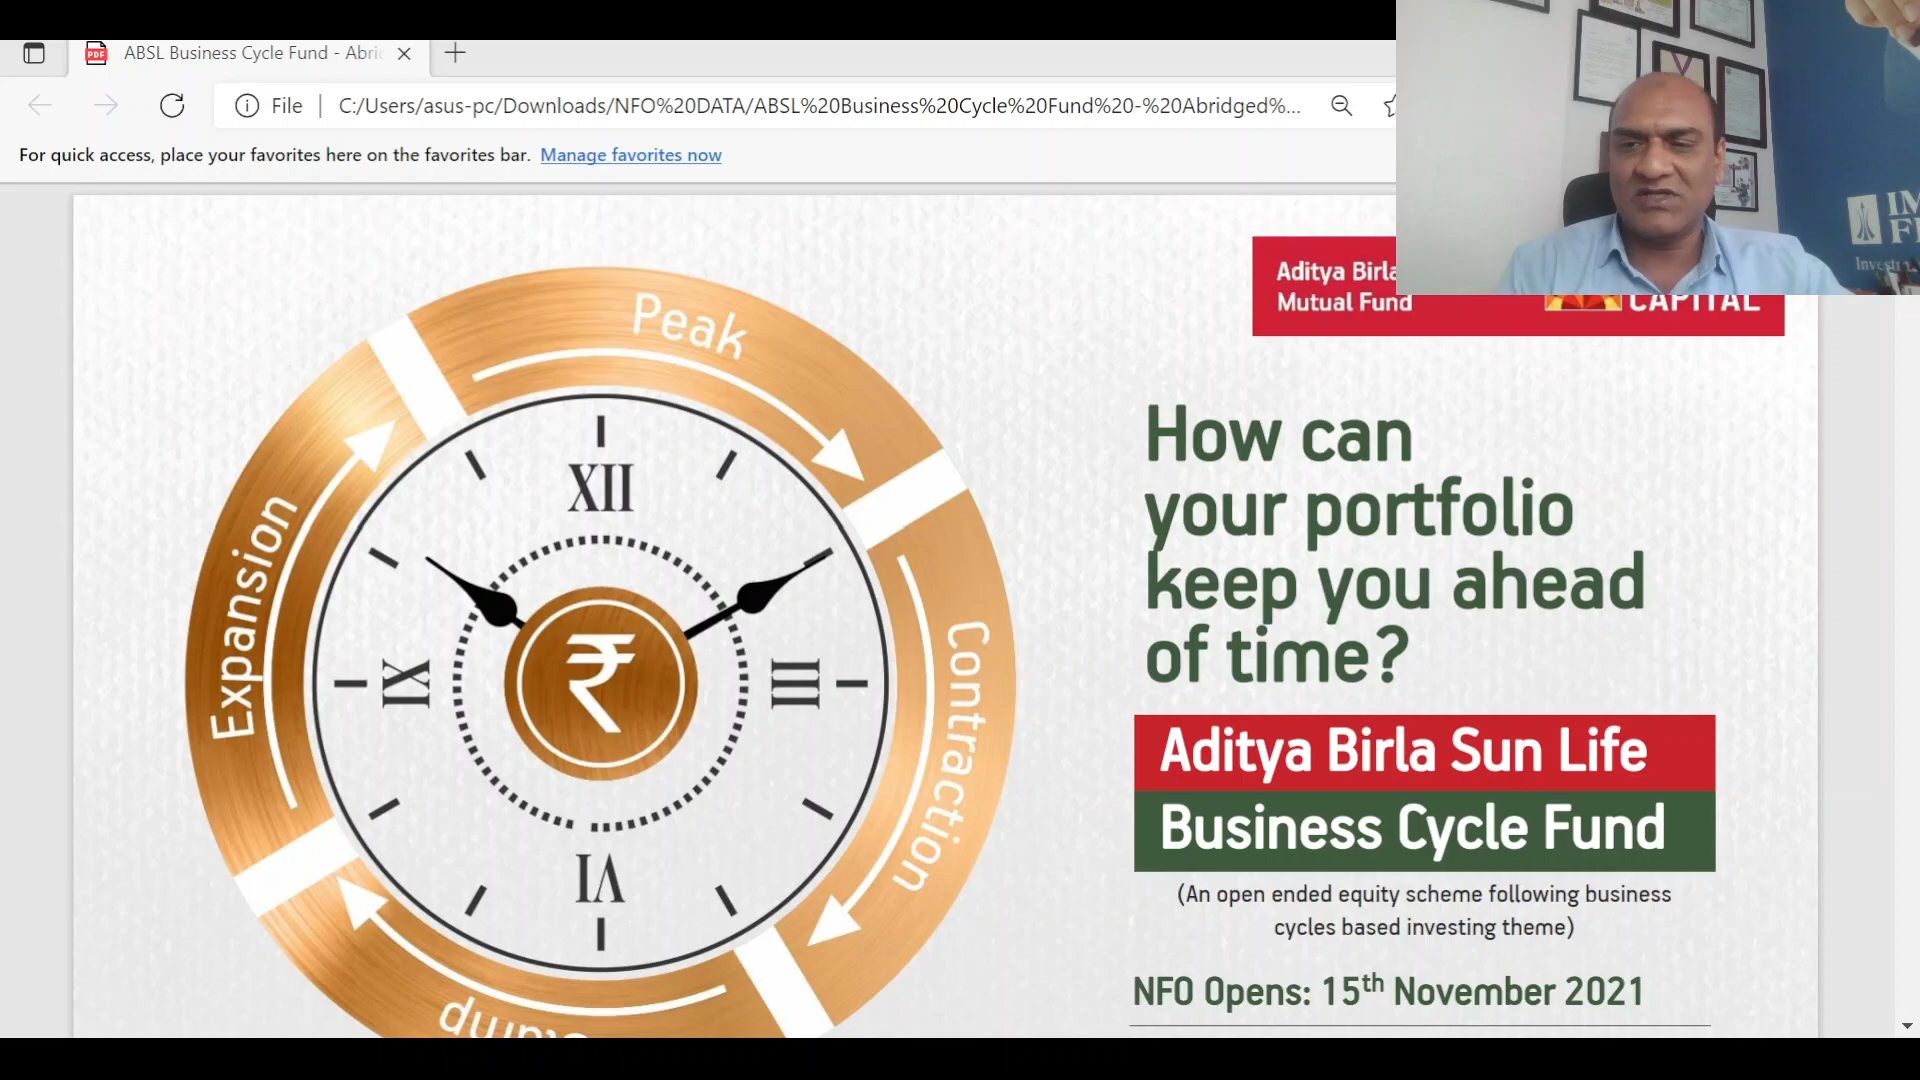 ABSL Business Cycle Fund - Abri
File
C:/Users/asus-pc/Downloads/NFO%20DATA/ABSL%20Business%20Cycle%20Fund%20-%20Abridged%...
For quick access, place your favorites here on the favorites bar. Manage favorites now
Aditya Birla
Mutual Fund
CAPITAL
Peak
Expansion
Contraction
XII
IX
III
VI
₹
How can
your portfolio
keep you ahead
of time?
Aditya Birla Sun Life
Business Cycle Fund
(An open ended equity scheme following business
cycles based investing theme)
NFO Opens: 15th November 2021